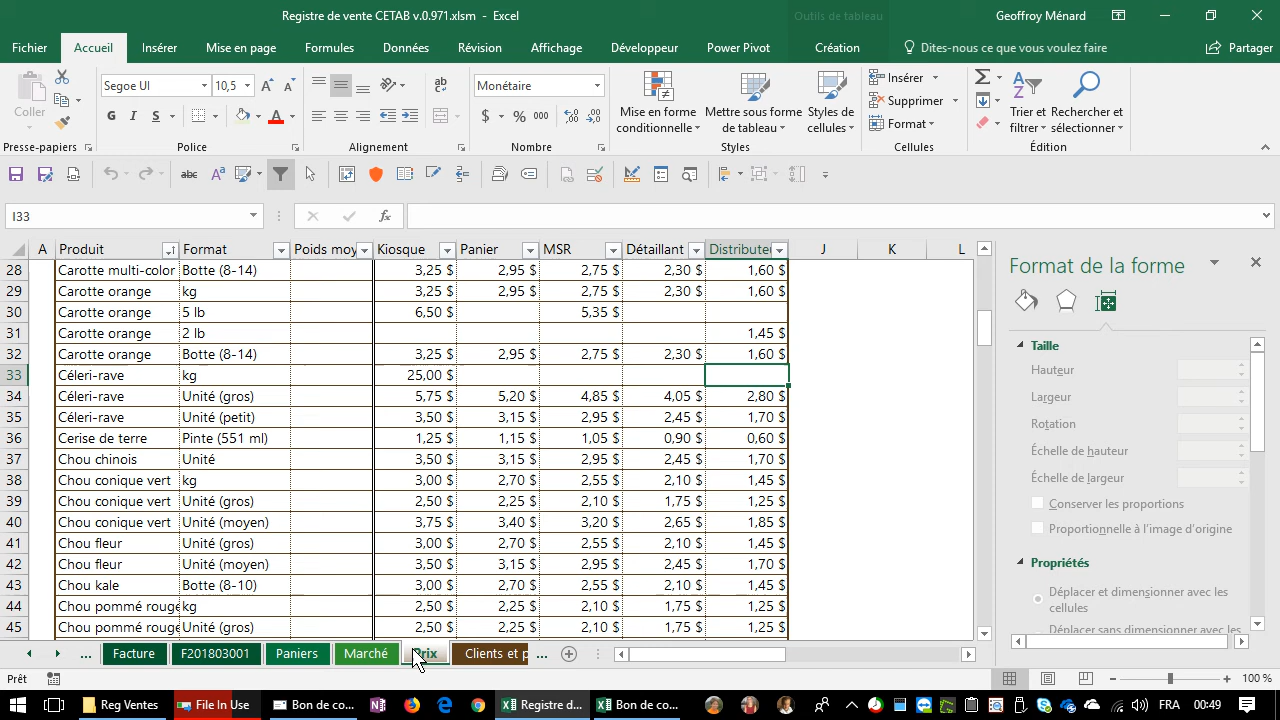 Registre de vente CETAB v.0.971.xlsm - Excel
Outils de tableau
Geoffroy Ménard
Fichier Accueil Insérer Mise en page Formules Données Révision Affichage Développeur Power Pivot Création Dites-nous ce que vous voulez faire Partager
Coller
Segoe UI 10,5
G I S
Monétaire
$ % 000
Mise en forme conditionnelle
Mettre sous forme de tableau
Styles de cellules
Insérer
Supprimer
Format
Trier et filtrer
Rechercher et sélectionner
Presse-papiers Police Alignement Nombre Styles Cellules Édition
I33
A Produit Format Poids moy Kiosque Panier MSR Détaillant Distribute J K L
28 Carotte multi-color Botte (8-14) 3,25 $ 2,95 $ 2,75 $ 2,30 $ 1,60 $
29 Carotte orange kg 3,25 $ 2,95 $ 2,75 $ 2,30 $ 1,60 $
30 Carotte orange 5 lb 6,50 $ 5,35 $
31 Carotte orange 2 lb 1,45 $
32 Carotte orange Botte (8-14) 3,25 $ 2,95 $ 2,75 $ 2,30 $ 1,60 $
33 Céleri-rave kg 25,00 $
34 Céleri-rave Unité (gros) 5,75 $ 5,20 $ 4,85 $ 4,05 $ 2,80 $
35 Céleri-rave Unité (petit) 3,50 $ 3,15 $ 2,95 $ 2,45 $ 1,70 $
36 Cerise de terre Pinte (551 ml) 1,25 $ 1,15 $ 1,05 $ 0,90 $ 0,60 $
37 Chou chinois Unité 3,50 $ 3,15 $ 2,95 $ 2,45 $ 1,70 $
38 Chou conique vert kg 3,00 $ 2,70 $ 2,55 $ 2,10 $ 1,45 $
39 Chou conique vert Unité (gros) 2,50 $ 2,25 $ 2,10 $ 1,75 $ 1,25 $
40 Chou conique vert Unité (moyen) 3,75 $ 3,40 $ 3,20 $ 2,65 $ 1,85 $
41 Chou fleur Unité (gros) 3,00 $ 2,70 $ 2,55 $ 2,10 $ 1,45 $
42 Chou fleur Unité (moyen) 3,50 $ 3,15 $ 2,95 $ 2,45 $ 1,70 $
43 Chou kale Botte (8-10) 3,00 $ 2,70 $ 2,55 $ 2,10 $ 1,45 $
44 Chou pommé rouge kg 2,50 $ 2,25 $ 2,10 $ 1,75 $ 1,25 $
45 Chou pommé rouge Unité (gros) 2,50 $ 2,25 $ 2,10 $ 1,75 $ 1,25 $
Format de la forme
Taille
Hauteur
Largeur
Rotation
Échelle de hauteur
Échelle de largeur
Conserver les proportions
Proportionnelle à l'image d'origine
Propriétés
Déplacer et dimensionner avec les cellules
Déplacer sans dimensionner avec les
... Facture F201803001 Paniers Marché Prix Clients et p ...
Prêt
100 %
Reg Ventes File In Use Bon de co... Registre d... Bon de co... FRA 00:49